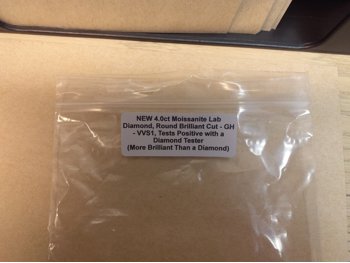 NEW 4.0ct Moissanite Lab
Diamond, Round Brilliant Cut - GH
- VVS1, Tests Positive with a
Diamond Tester
(More Brilliant Than a Diamond)